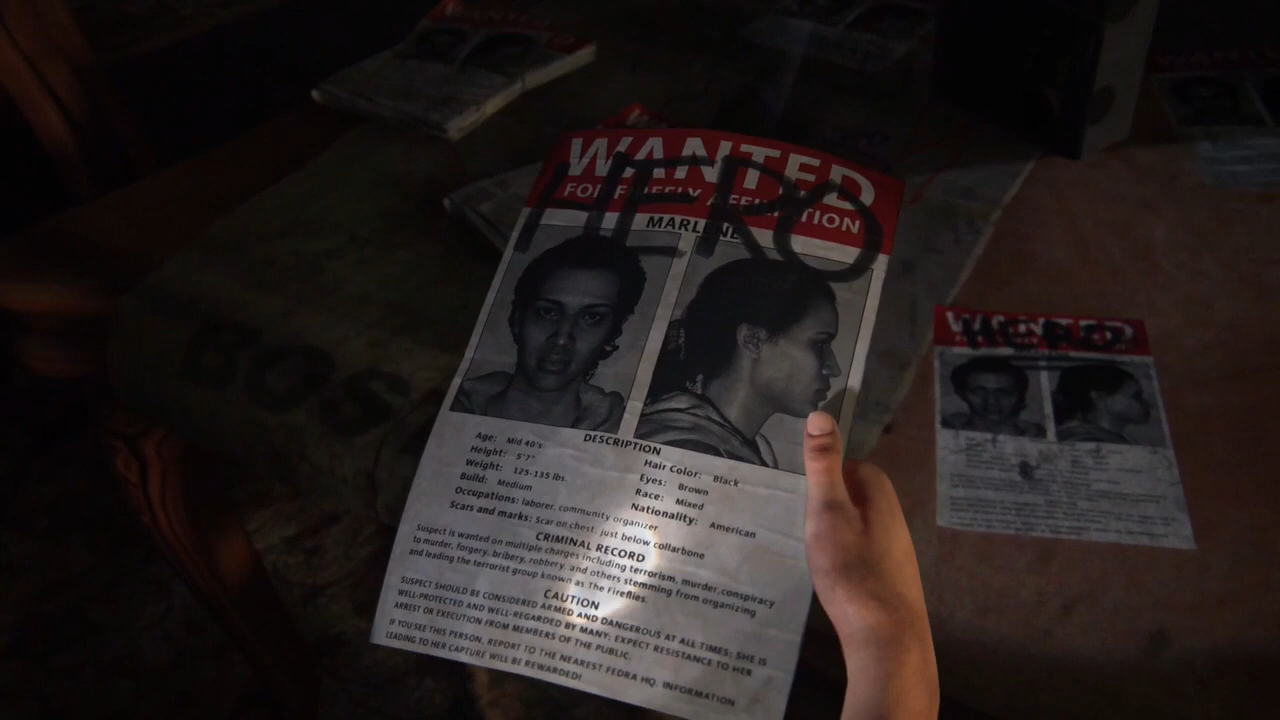 WANTED
HERO
FOR FIREFLY AFFILIATION
MARLENE
DESCRIPTION
Age: Mid 40's
Height: 5'7"
Weight: 125-135 lbs.
Build: Medium
Hair Color: Black
Eyes: Brown
Race: Mixed
Nationality: American
Occupations: laborer, community organizer
Scars and marks: Scar on chest, just below collarbone
CRIMINAL RECORD
Suspect is wanted on multiple charges including terrorism, murder, conspiracy
to murder, forgery, bribery, robbery, and others stemming from organizing
and leading the terrorist group known as The Fireflies.
CAUTION
SUSPECT SHOULD BE CONSIDERED ARMED AND DANGEROUS AT ALL TIMES; SHE IS
WELL-PROTECTED AND WELL-REGARDED BY MANY; EXPECT RESISTANCE TO HER
ARREST OR EXECUTION FROM MEMBERS OF THE PUBLIC.
IF YOU SEE THIS PERSON, REPORT TO THE NEAREST FEDRA HQ. INFORMATION
LEADING TO HER CAPTURE WILL BE REWARDED!
WANTED
HERO
WANTED
BOS